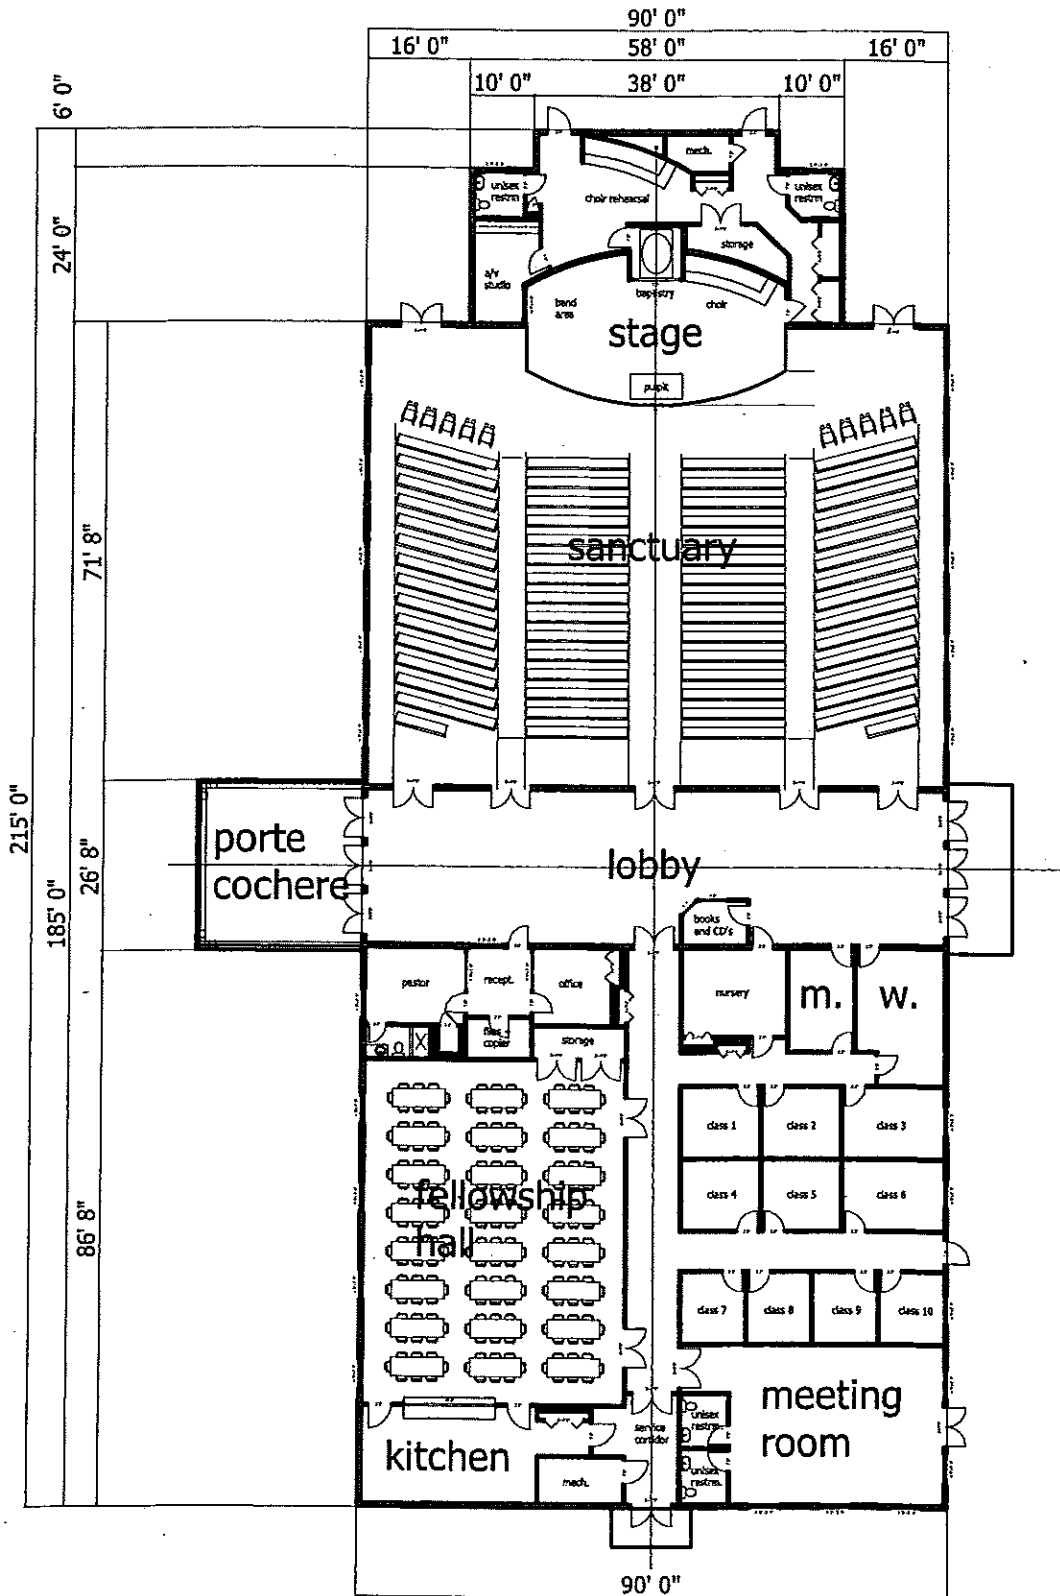 90' 0"
16' 0"
58' 0"
16' 0"
10' 0"
38' 0"
10' 0"
6' 0"
24' 0"
71' 8"
215' 0"
185' 0"
26' 8"
86' 8"
mech.
unisex
restrm
choir rehearsal
unisex
restrm
storage
a/v
studio
band
area
bapestry
choir
stage
pulpit
sanctuary
porte
cochere
lobby
books
and CD's
pastor
recept.
office
nursery
m.
w.
files +
copier
storage
class 1
class 2
class 3
class 4
class 5
class 6
fellowship
hall
class 7
class 8
class 9
class 10
meeting
room
kitchen
service
corridor
unisex
restrm.
mech.
unisex
restrm.
90' 0"